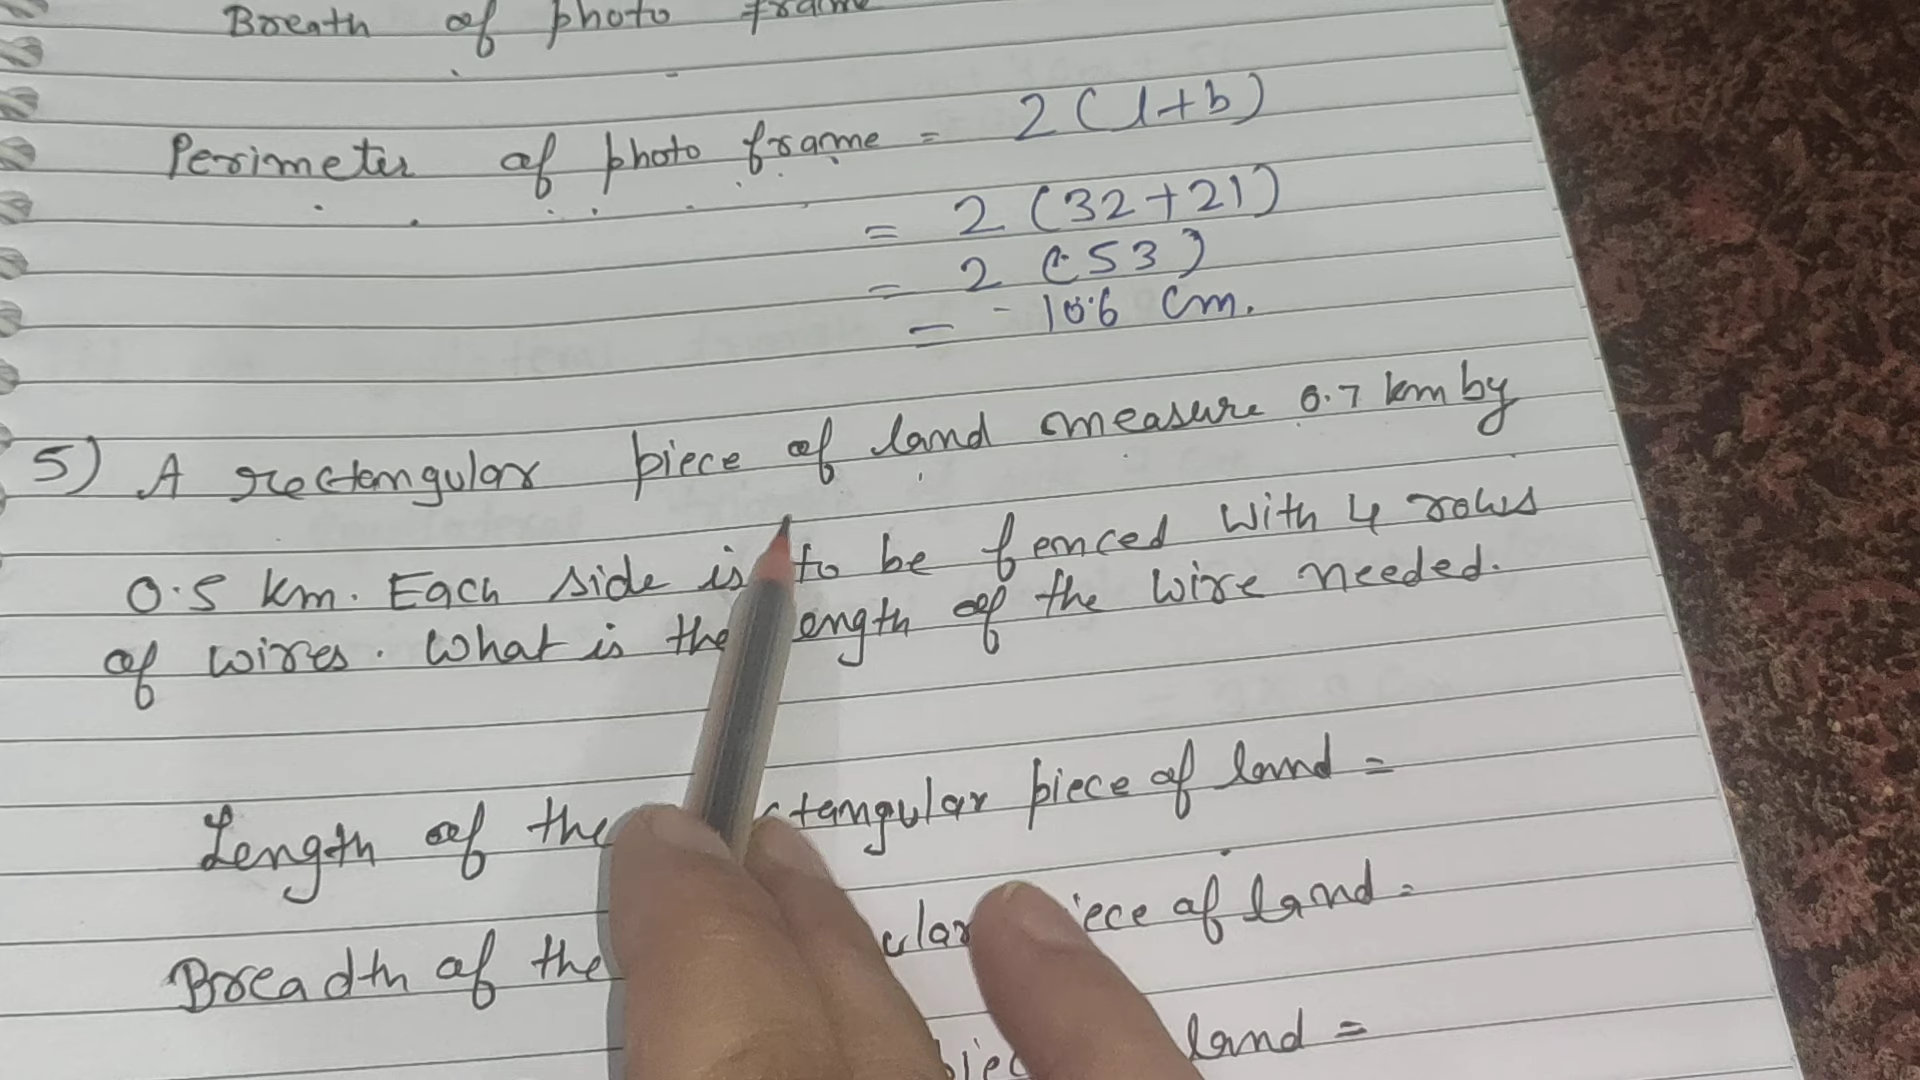 Breath of photo frame
Perimeter of photo frame = 2 (l+b)
= 2 (32+21)
= 2 (53)
= 106 cm.
5) A rectangular piece of land measure 0.7 km by
0.5 km. Each side is to be fenced with 4 rows
of wires. What is the length of the wire needed.
Length of the piece of land =
Breadth of the piece of land =
land =